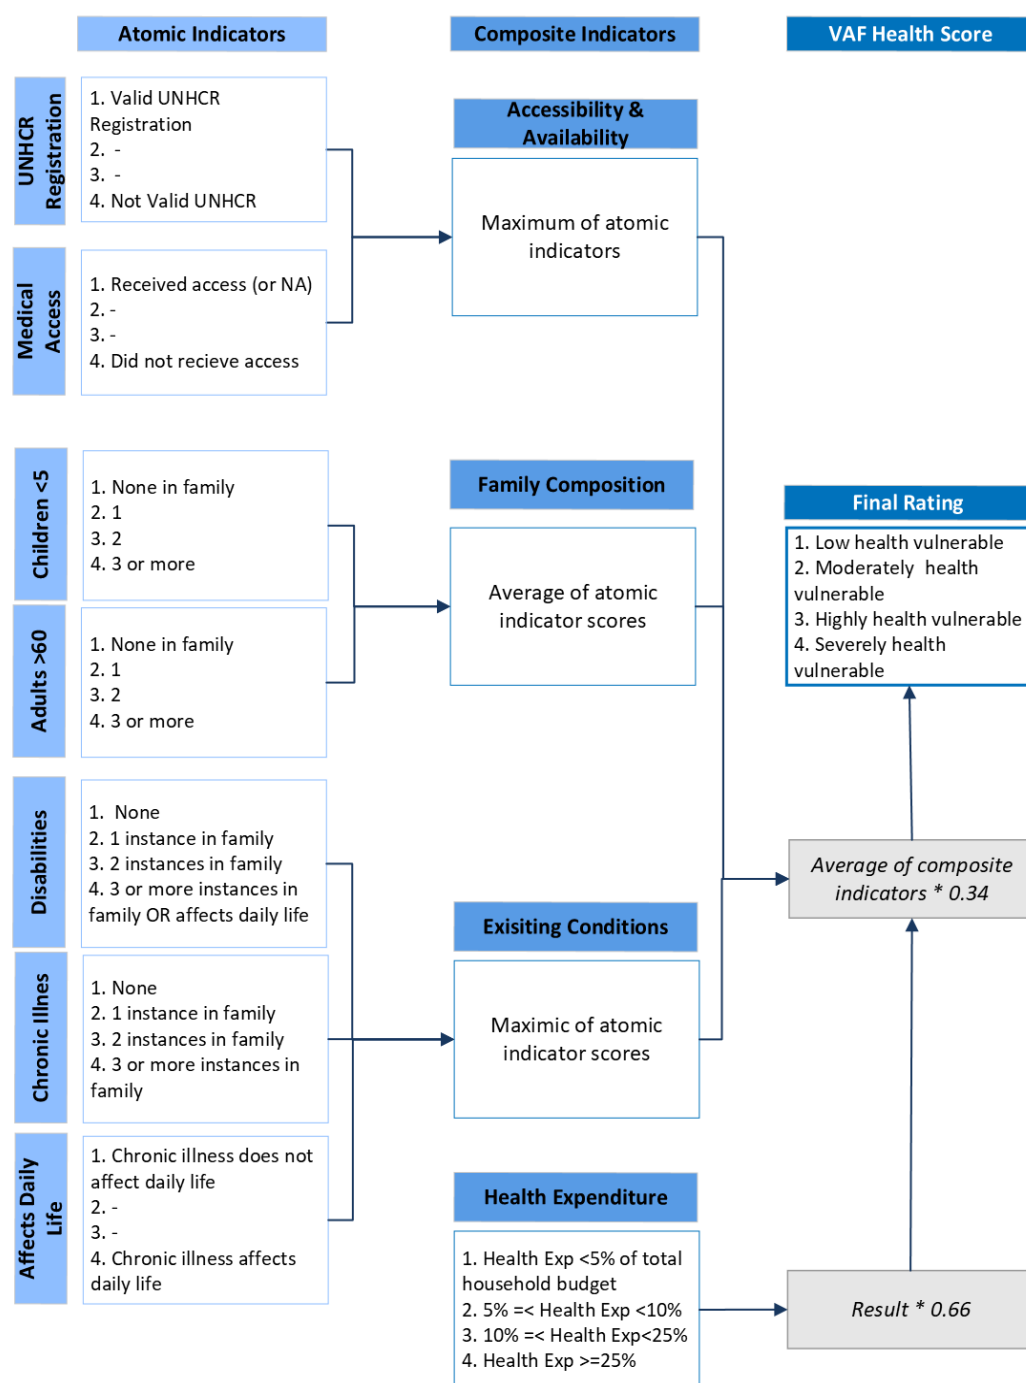 Atomic Indicators
Composite Indicators
VAF Health Score
UNHCR
Registration
1. Valid UNHCR
Registration
2. -
3. -
4. Not Valid UNHCR
Accessibility &
Availability
Maximum of atomic
indicators
Medical
Access
1. Received access (or NA)
2. -
3. -
4. Did not recieve access
Children <5
1. None in family
2. 1
3. 2
4. 3 or more
Family Composition
Average of atomic
indicator scores
Adults >60
1. None in family
2. 1
3. 2
4. 3 or more
Final Rating
1. Low health vulnerable
2. Moderately health
vulnerable
3. Highly health vulnerable
4. Severely health
vulnerable
Disabilities
1. None
2. 1 instance in family
3. 2 instances in family
4. 3 or more instances in
family OR affects daily life
Average of composite
indicators * 0.34
Chronic Illnes
1. None
2. 1 instance in family
3. 2 instances in family
4. 3 or more instances in
family
Exisiting Conditions
Maximic of atomic
indicator scores
Affects Daily
Life
1. Chronic illness does not
affect daily life
2. -
3. -
4. Chronic illness affects
daily life
Health Expenditure
1. Health Exp <5% of total
household budget
2. 5% =< Health Exp <10%
3. 10% =< Health Exp<25%
4. Health Exp >=25%
Result * 0.66